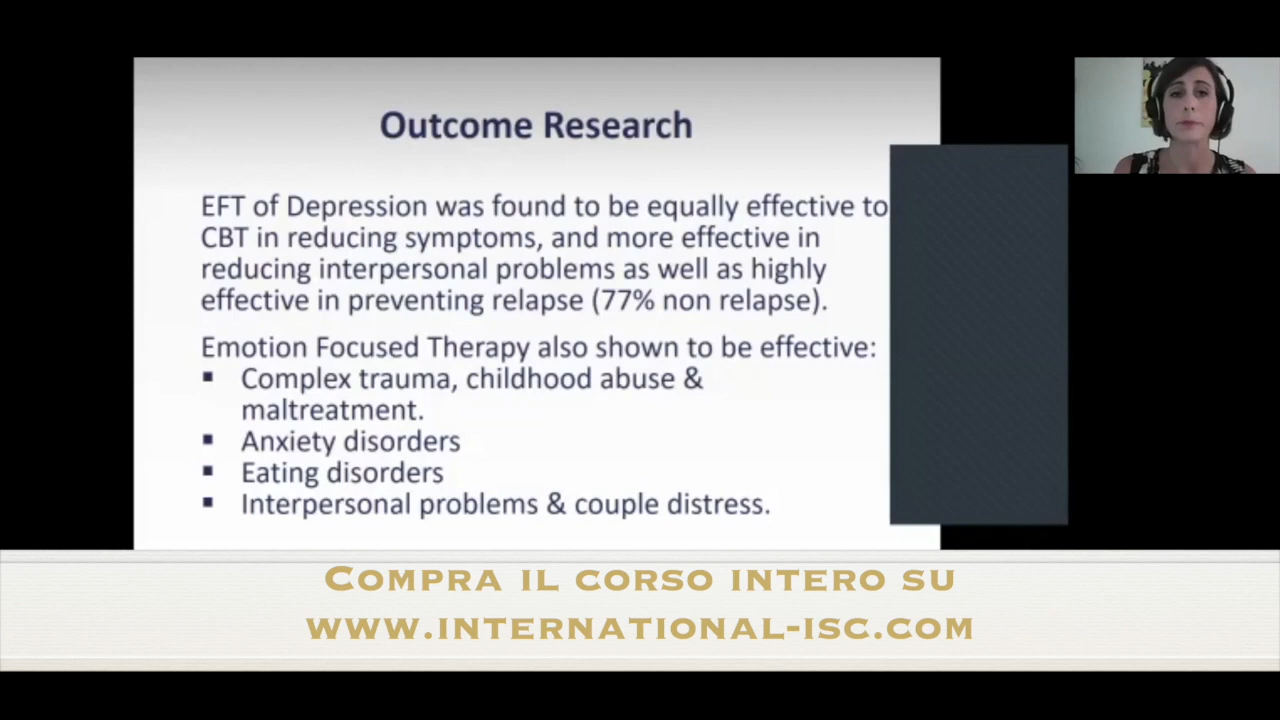 Outcome Research
EFT of Depression was found to be equally effective to
CBT in reducing symptoms, and more effective in
reducing interpersonal problems as well as highly
effective in preventing relapse (77% non relapse).
Emotion Focused Therapy also shown to be effective:
▪ Complex trauma, childhood abuse &
maltreatment.
▪ Anxiety disorders
▪ Eating disorders
▪ Interpersonal problems & couple distress.
Compra il corso intero su
www.international-isc.com